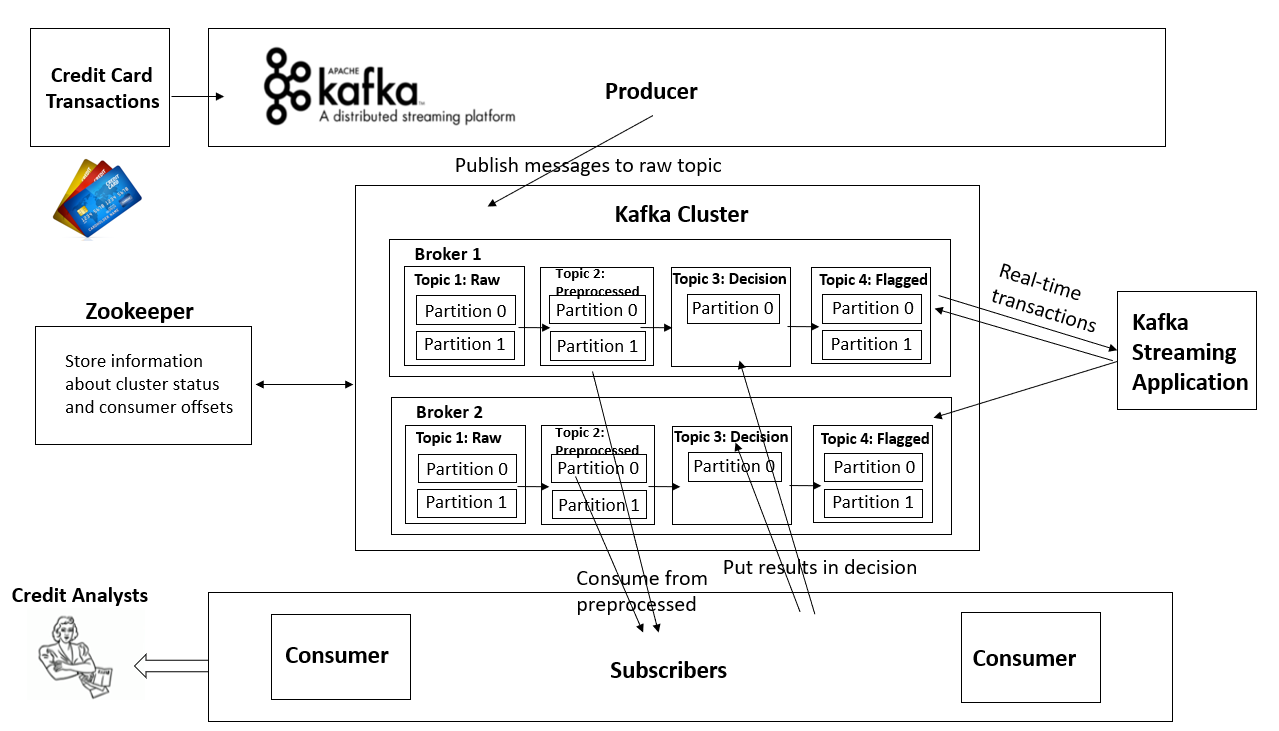 Credit Card
Transactions
APACHE
kafka
A distributed streaming platform
Producer
Publish messages to raw topic
Kafka Cluster
Broker 1
Topic 1: Raw
Partition 0
Partition 1
Topic 2:
Preprocessed
Partition 0
Partition 1
Topic 3: Decision
Partition 0
Topic 4: Flagged
Partition 0
Partition 1
Real-time
transactions
Kafka
Streaming
Application
Zookeeper
Store information
about cluster status
and consumer offsets
Broker 2
Topic 1: Raw
Partition 0
Partition 1
Topic 2:
Preprocessed
Partition 0
Partition 1
Topic 3: Decision
Partition 0
Topic 4: Flagged
Partition 0
Partition 1
Put results in decision
Consume from
preprocessed
Credit Analysts
Consumer
Subscribers
Consumer